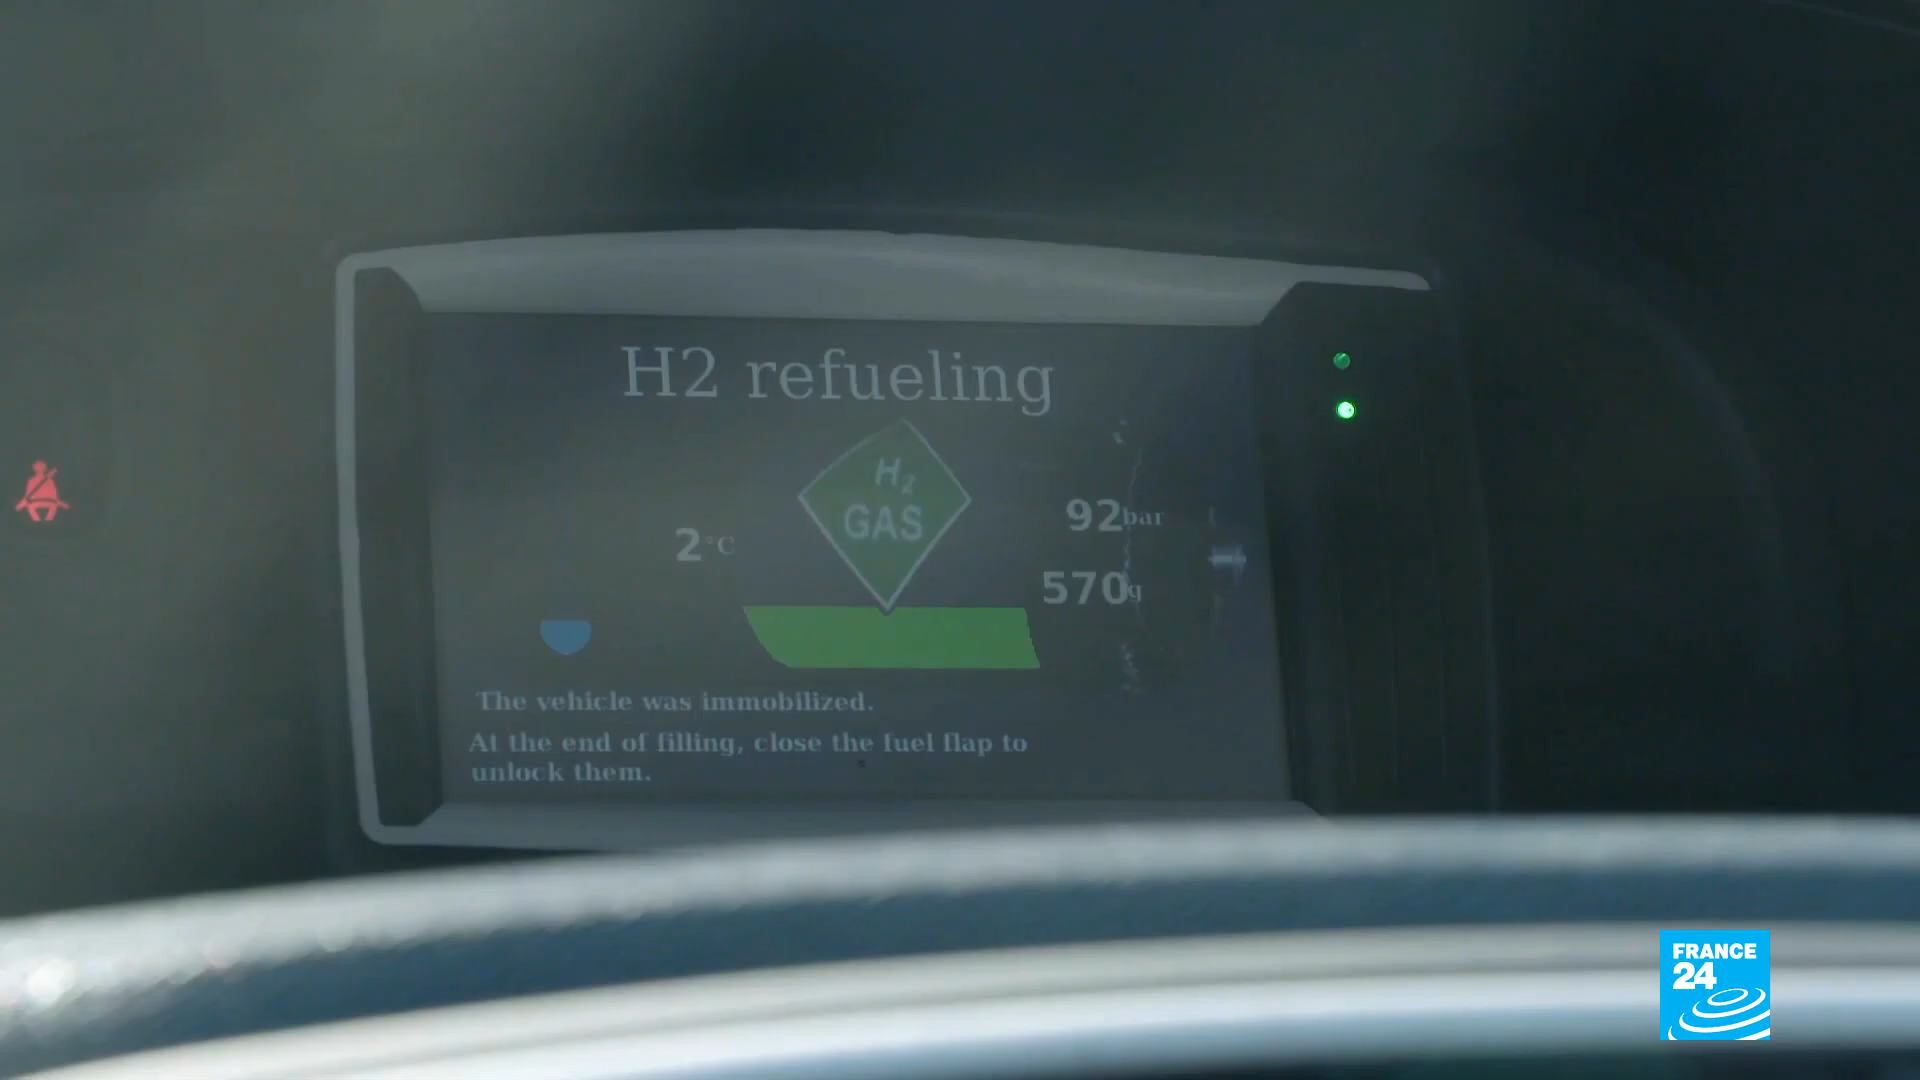 H2 refueling
H2
GAS
2°C
92bar
570g
The vehicle was immobilized.
At the end of filling, close the fuel flap to
unlock them.
FRANCE
24